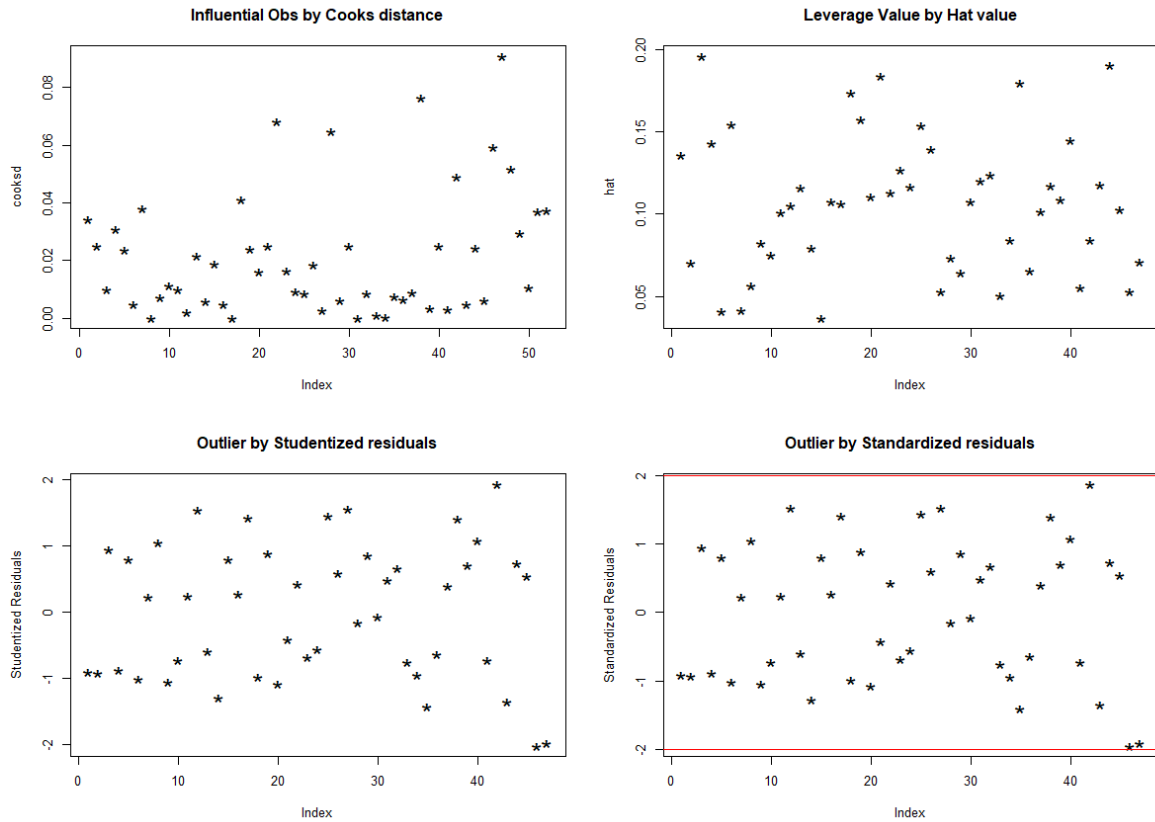 Influential Obs by Cooks distance
cooksd
0.00 0.02 0.04 0.06 0.08
0 10 20 30 40 50
Index
Leverage Value by Hat value
hat
0.05 0.10 0.15 0.20
0 10 20 30 40
Index
Outlier by Studentized residuals
Studentized Residuals
-2 -1 0 1 2
0 10 20 30 40
Index
Outlier by Standardized residuals
Standardized Residuals
-2 -1 0 1 2
0 10 20 30 40
Index